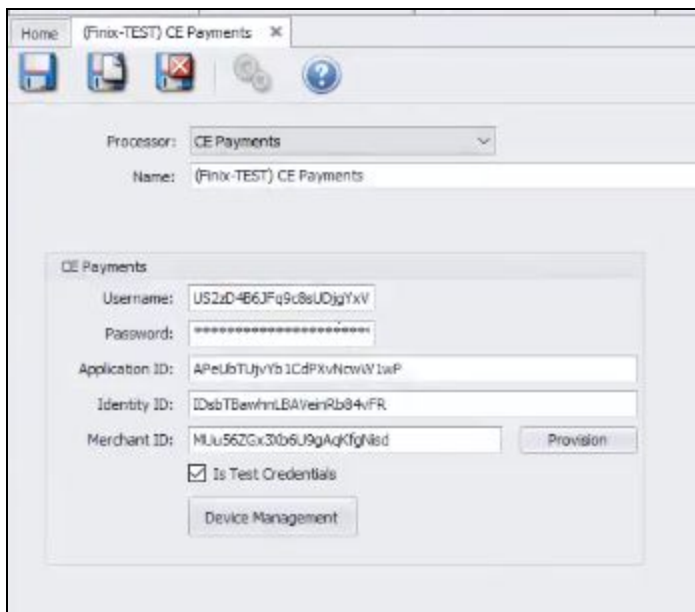 Home (Finix-TEST) CE Payments
Processor: CE Payments
Name: (Finix-TEST) CE Payments
CE Payments
Username: US2zD4B6JFq9c8sUDjgYxV
Password: **********************
Application ID: APeUbTUjvYb1CdPXvNcwW1wP
Identity ID: IDsbTBawhnLBAVeinRb84vFR
Merchant ID: MUu56ZGx3Xb6U9gAqKfgNisd Provision
Is Test Credentials
Device Management